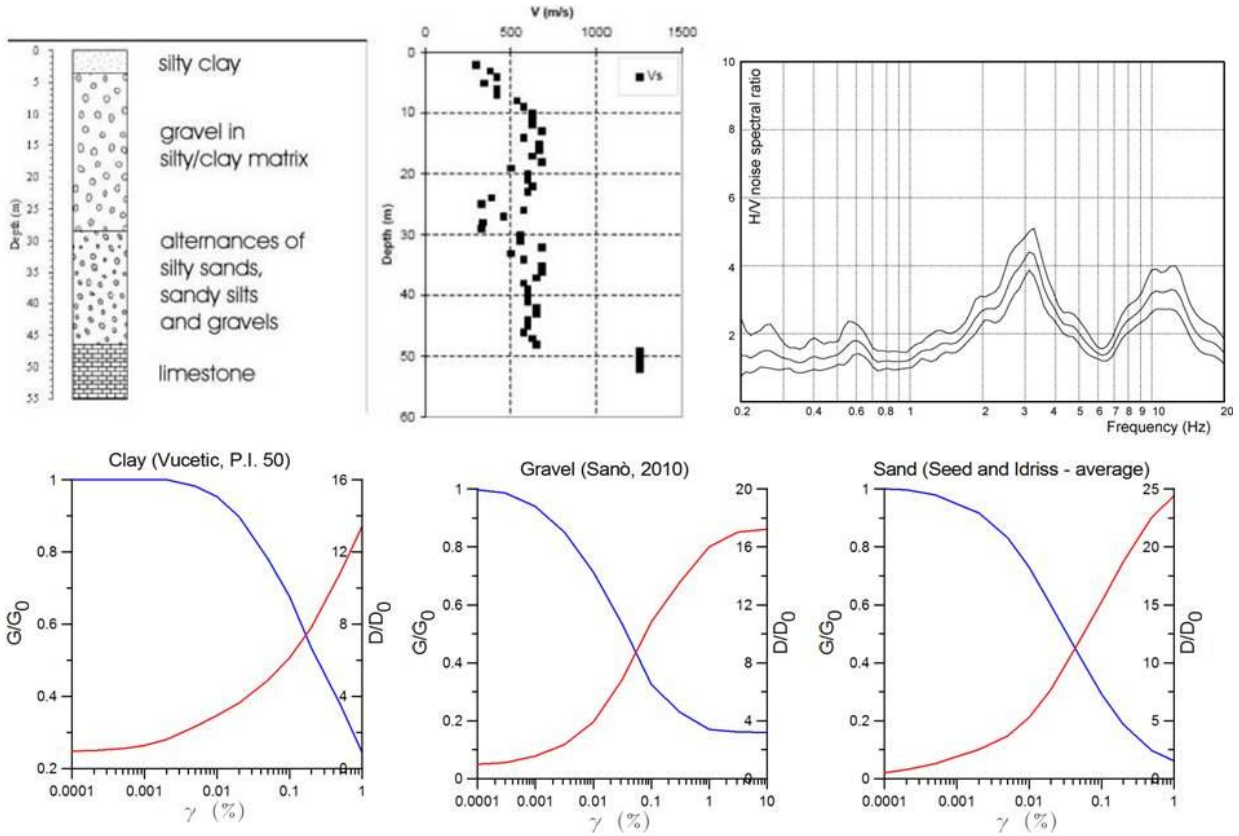 0
5
10
15
20
25
30
35
40
45
50
55
Depth (m)
silty clay
gravel in
silty/clay matrix
alternances of
silty sands,
sandy silts
and gravels
limestone
V (m/s)
0 500 1000 1500
0
10
20
30
40
50
60
Depth (m)
Vs
10
8
6
4
2
H/V noise spectral ratio
0.2 0.4 0.6 0.8 1 2 3 4 5 6 7 8 9 10 20
Frequency (Hz)
Clay (Vucetic, P.I. 50)
1
0.8
0.6
0.4
0.2
G/G0
16
12
8
4
0
D/D0
0.0001 0.001 0.01 0.1 1
γ (%)
Gravel (Sanò, 2010)
1
0.8
0.6
0.4
0.2
0
G/G0
20
16
12
8
4
0
D/D0
0.0001 0.001 0.01 0.1 1 10
γ (%)
Sand (Seed and Idriss - average)
1
0.8
0.6
0.4
0.2
0
G/G0
25
20
15
10
5
0
D/D0
0.0001 0.001 0.01 0.1 1
γ (%)